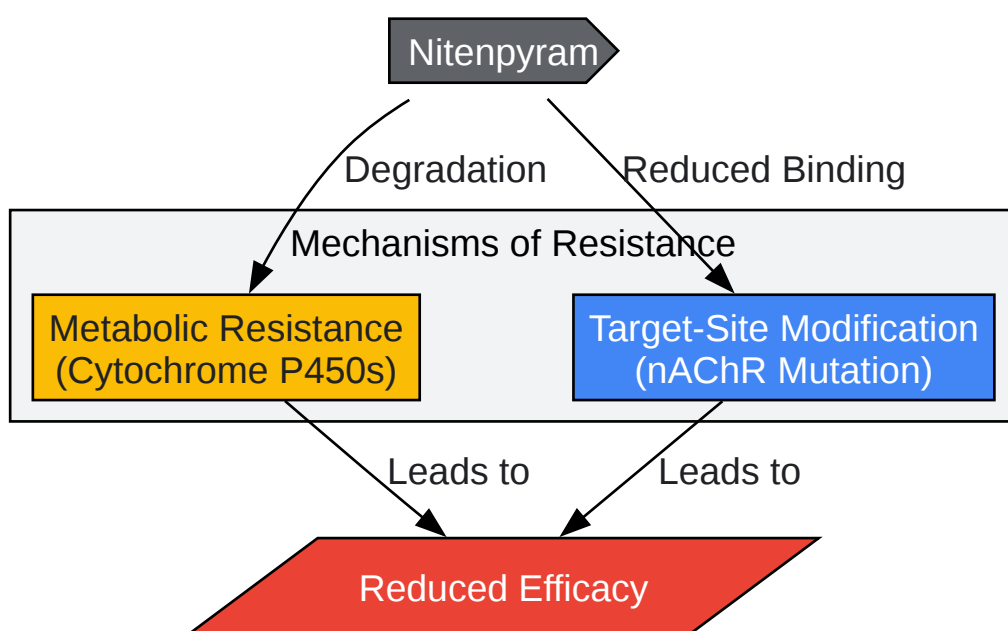 Nitenpyram
Degradation
Reduced Binding
Mechanisms of Resistance
Metabolic Resistance
(Cytochrome P450s)
Target-Site Modification
(nAChR Mutation)
Leads to
Leads to
Reduced Efficacy